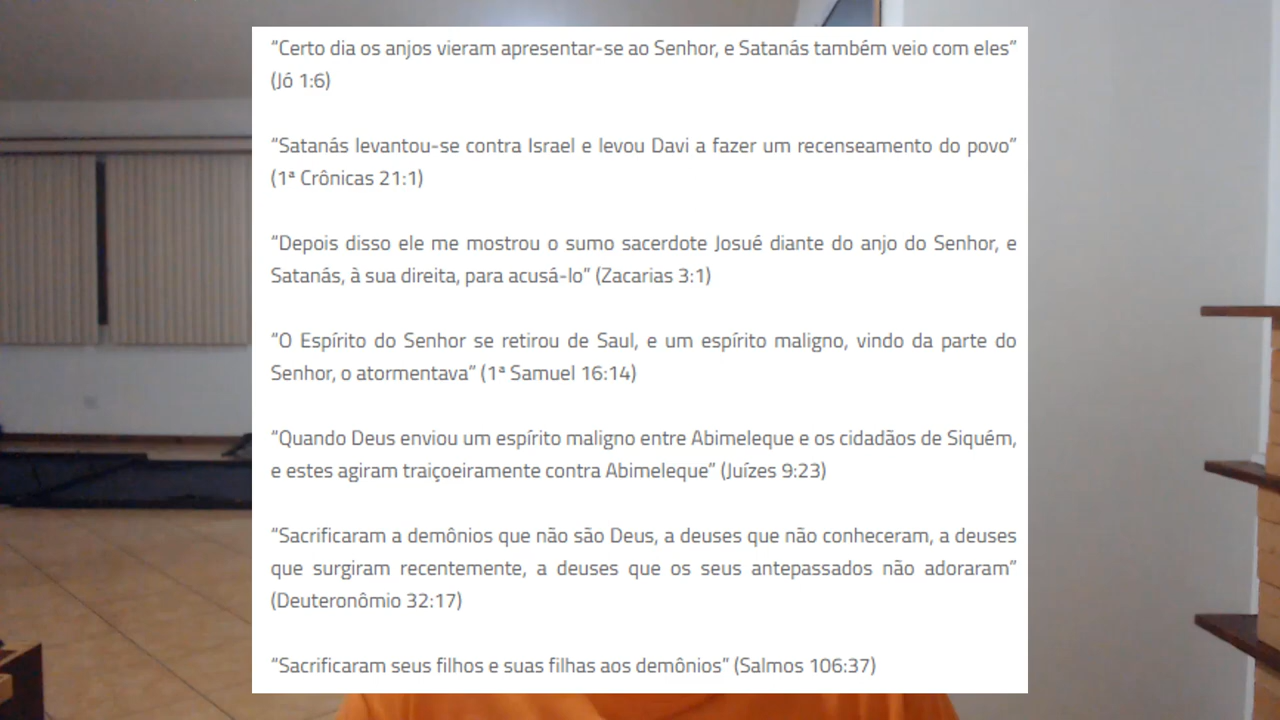 “Certo dia os anjos vieram apresentar-se ao Senhor, e Satanás também veio com eles”
(Jó 1:6)
“Satanás levantou-se contra Israel e levou Davi a fazer um recenseamento do povo”
(1ª Crônicas 21:1)
“Depois disso ele me mostrou o sumo sacerdote Josué diante do anjo do Senhor, e
Satanás, à sua direita, para acusá-lo” (Zacarias 3:1)
“O Espírito do Senhor se retirou de Saul, e um espírito maligno, vindo da parte do
Senhor, o atormentava” (1ª Samuel 16:14)
“Quando Deus enviou um espírito maligno entre Abimeleque e os cidadãos de Siquém,
e estes agiram traiçoeiramente contra Abimeleque” (Juízes 9:23)
“Sacrificaram a demônios que não são Deus, a deuses que não conheceram, a deuses
que surgiram recentemente, a deuses que os seus antepassados não adoraram”
(Deuteronômio 32:17)
“Sacrificaram seus filhos e suas filhas aos demônios” (Salmos 106:37)